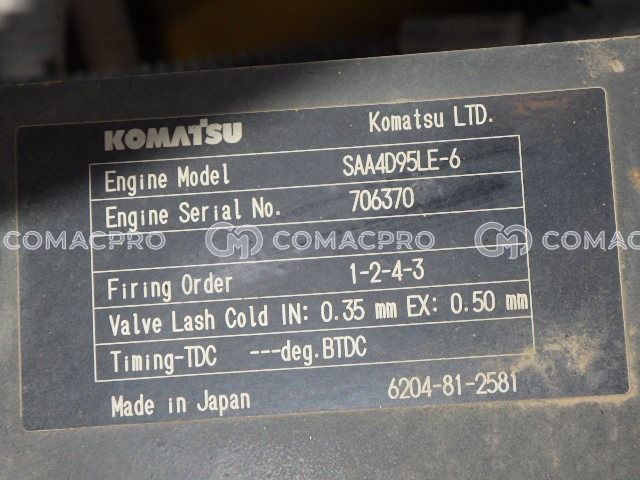 KOMATSU Komatsu LTD.
Engine Model SAA4D95LE-6
Engine Serial No. 706370
COMACPRO COMACPRO COMACPRO
Firing Order 1-2-4-3
Valve Lash Cold IN: 0.35 mm EX: 0.50 mm
Timing-TDC ---deg.BTDC
Made in Japan 6204-81-2581